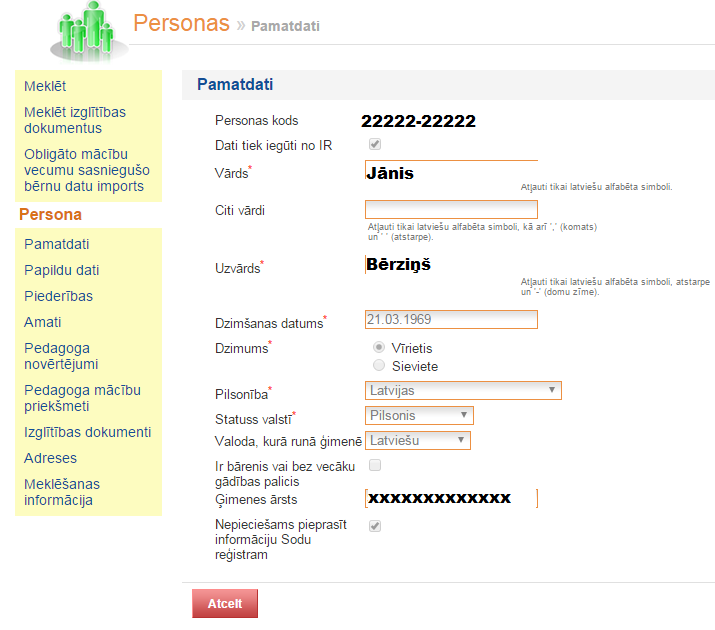 Personas » Pamatdati
Meklēt
Meklēt izglītības
dokumentus
Obligāto mācību
vecumu sasniegušo
bērnu datu imports
Persona
Pamatdati
Papildu dati
Piederības
Amati
Pedagoga
novērtējumi
Pedagoga mācību
priekšmeti
Izglītības dokumenti
Adreses
Meklēšanas
informācija
Pamatdati
Personas kods 22222-22222
Dati tiek iegūti no IR
Vārds* Jānis
Atļauti tikai latviešu alfabēta simboli.
Citi vārdi
Atļauti tikai latviešu alfabēta simboli, kā arī ',' (komats)
un ' ' (atstarpe).
Uzvārds* Bērziņš
Atļauti tikai latviešu alfabēta simboli, atstarpe
un '-' (domu zīme).
Dzimšanas datums* 21.03.1969
Dzimums* Vīrietis
Sieviete
Pilsonība* Latvijas
Statuss valstī* Pilsonis
Valoda, kurā runā ģimenē Latviešu
Ir bārenis vai bez vecāku
gādības palicis
Ģimenes ārsts xxxxxxxxxxxxx
Nepieciešams pieprasīt
informāciju Sodu
reģistram
Atcelt